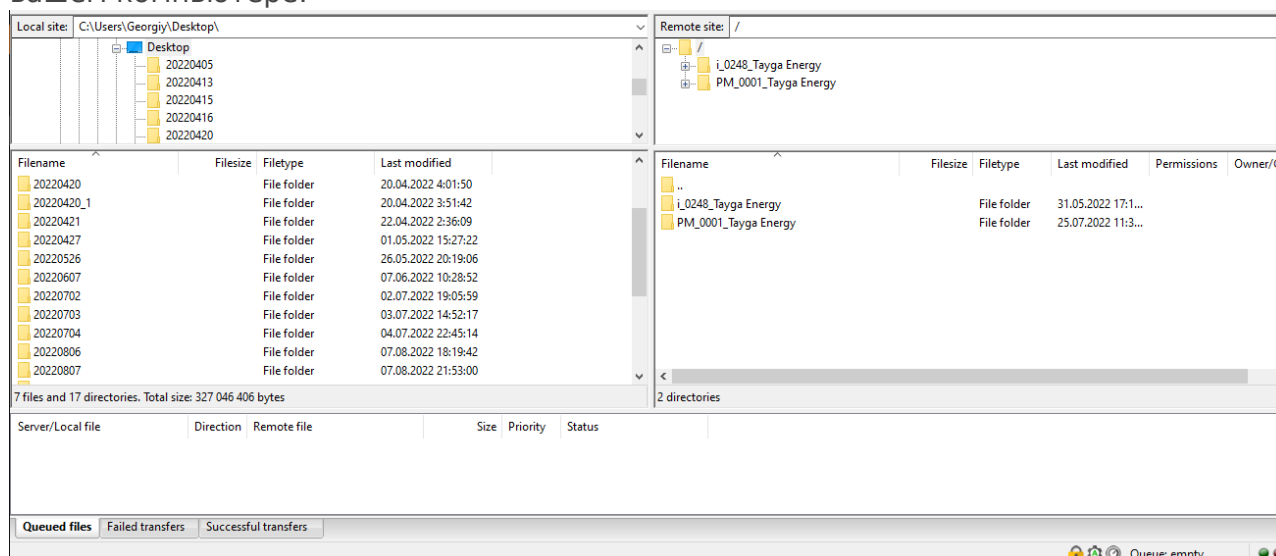 вашем компьютере.
Local site: C:\Users\Georgiy\Desktop\
Remote site: /
Desktop
20220405
20220413
20220415
20220416
20220420
/
i_0248_Tayga Energy
PM_0001_Tayga Energy
Filename Filesize Filetype Last modified
20220420 File folder 20.04.2022 4:01:50
20220420_1 File folder 20.04.2022 3:51:42
20220421 File folder 22.04.2022 2:36:09
20220427 File folder 01.05.2022 15:27:22
20220526 File folder 26.05.2022 20:19:06
20220607 File folder 07.06.2022 10:28:52
20220702 File folder 02.07.2022 19:05:59
20220703 File folder 03.07.2022 14:52:17
20220704 File folder 04.07.2022 22:45:14
20220806 File folder 07.08.2022 18:19:42
20220807 File folder 07.08.2022 21:53:00
7 files and 17 directories. Total size: 327 046 406 bytes
Filename Filesize Filetype Last modified Permissions Owner/
..
i_0248_Tayga Energy File folder 31.05.2022 17:1...
PM_0001_Tayga Energy File folder 25.07.2022 11:3...
2 directories
Server/Local file Direction Remote file Size Priority Status
Queued files Failed transfers Successful transfers
Queue: empty